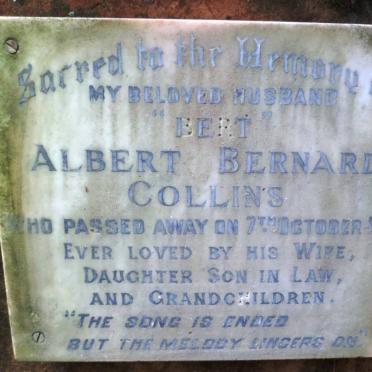 Sacred to the Memory
MY BELOVED HUSBAND
"BERT"
ALBERT BERNARD
COLLINS
WHO PASSED AWAY ON 7TH OCTOBER
EVER LOVED BY HIS WIFE,
DAUGHTER SON IN LAW,
AND GRANDCHILDREN.
"THE SONG IS ENDED
BUT THE MELODY LINGERS ON"